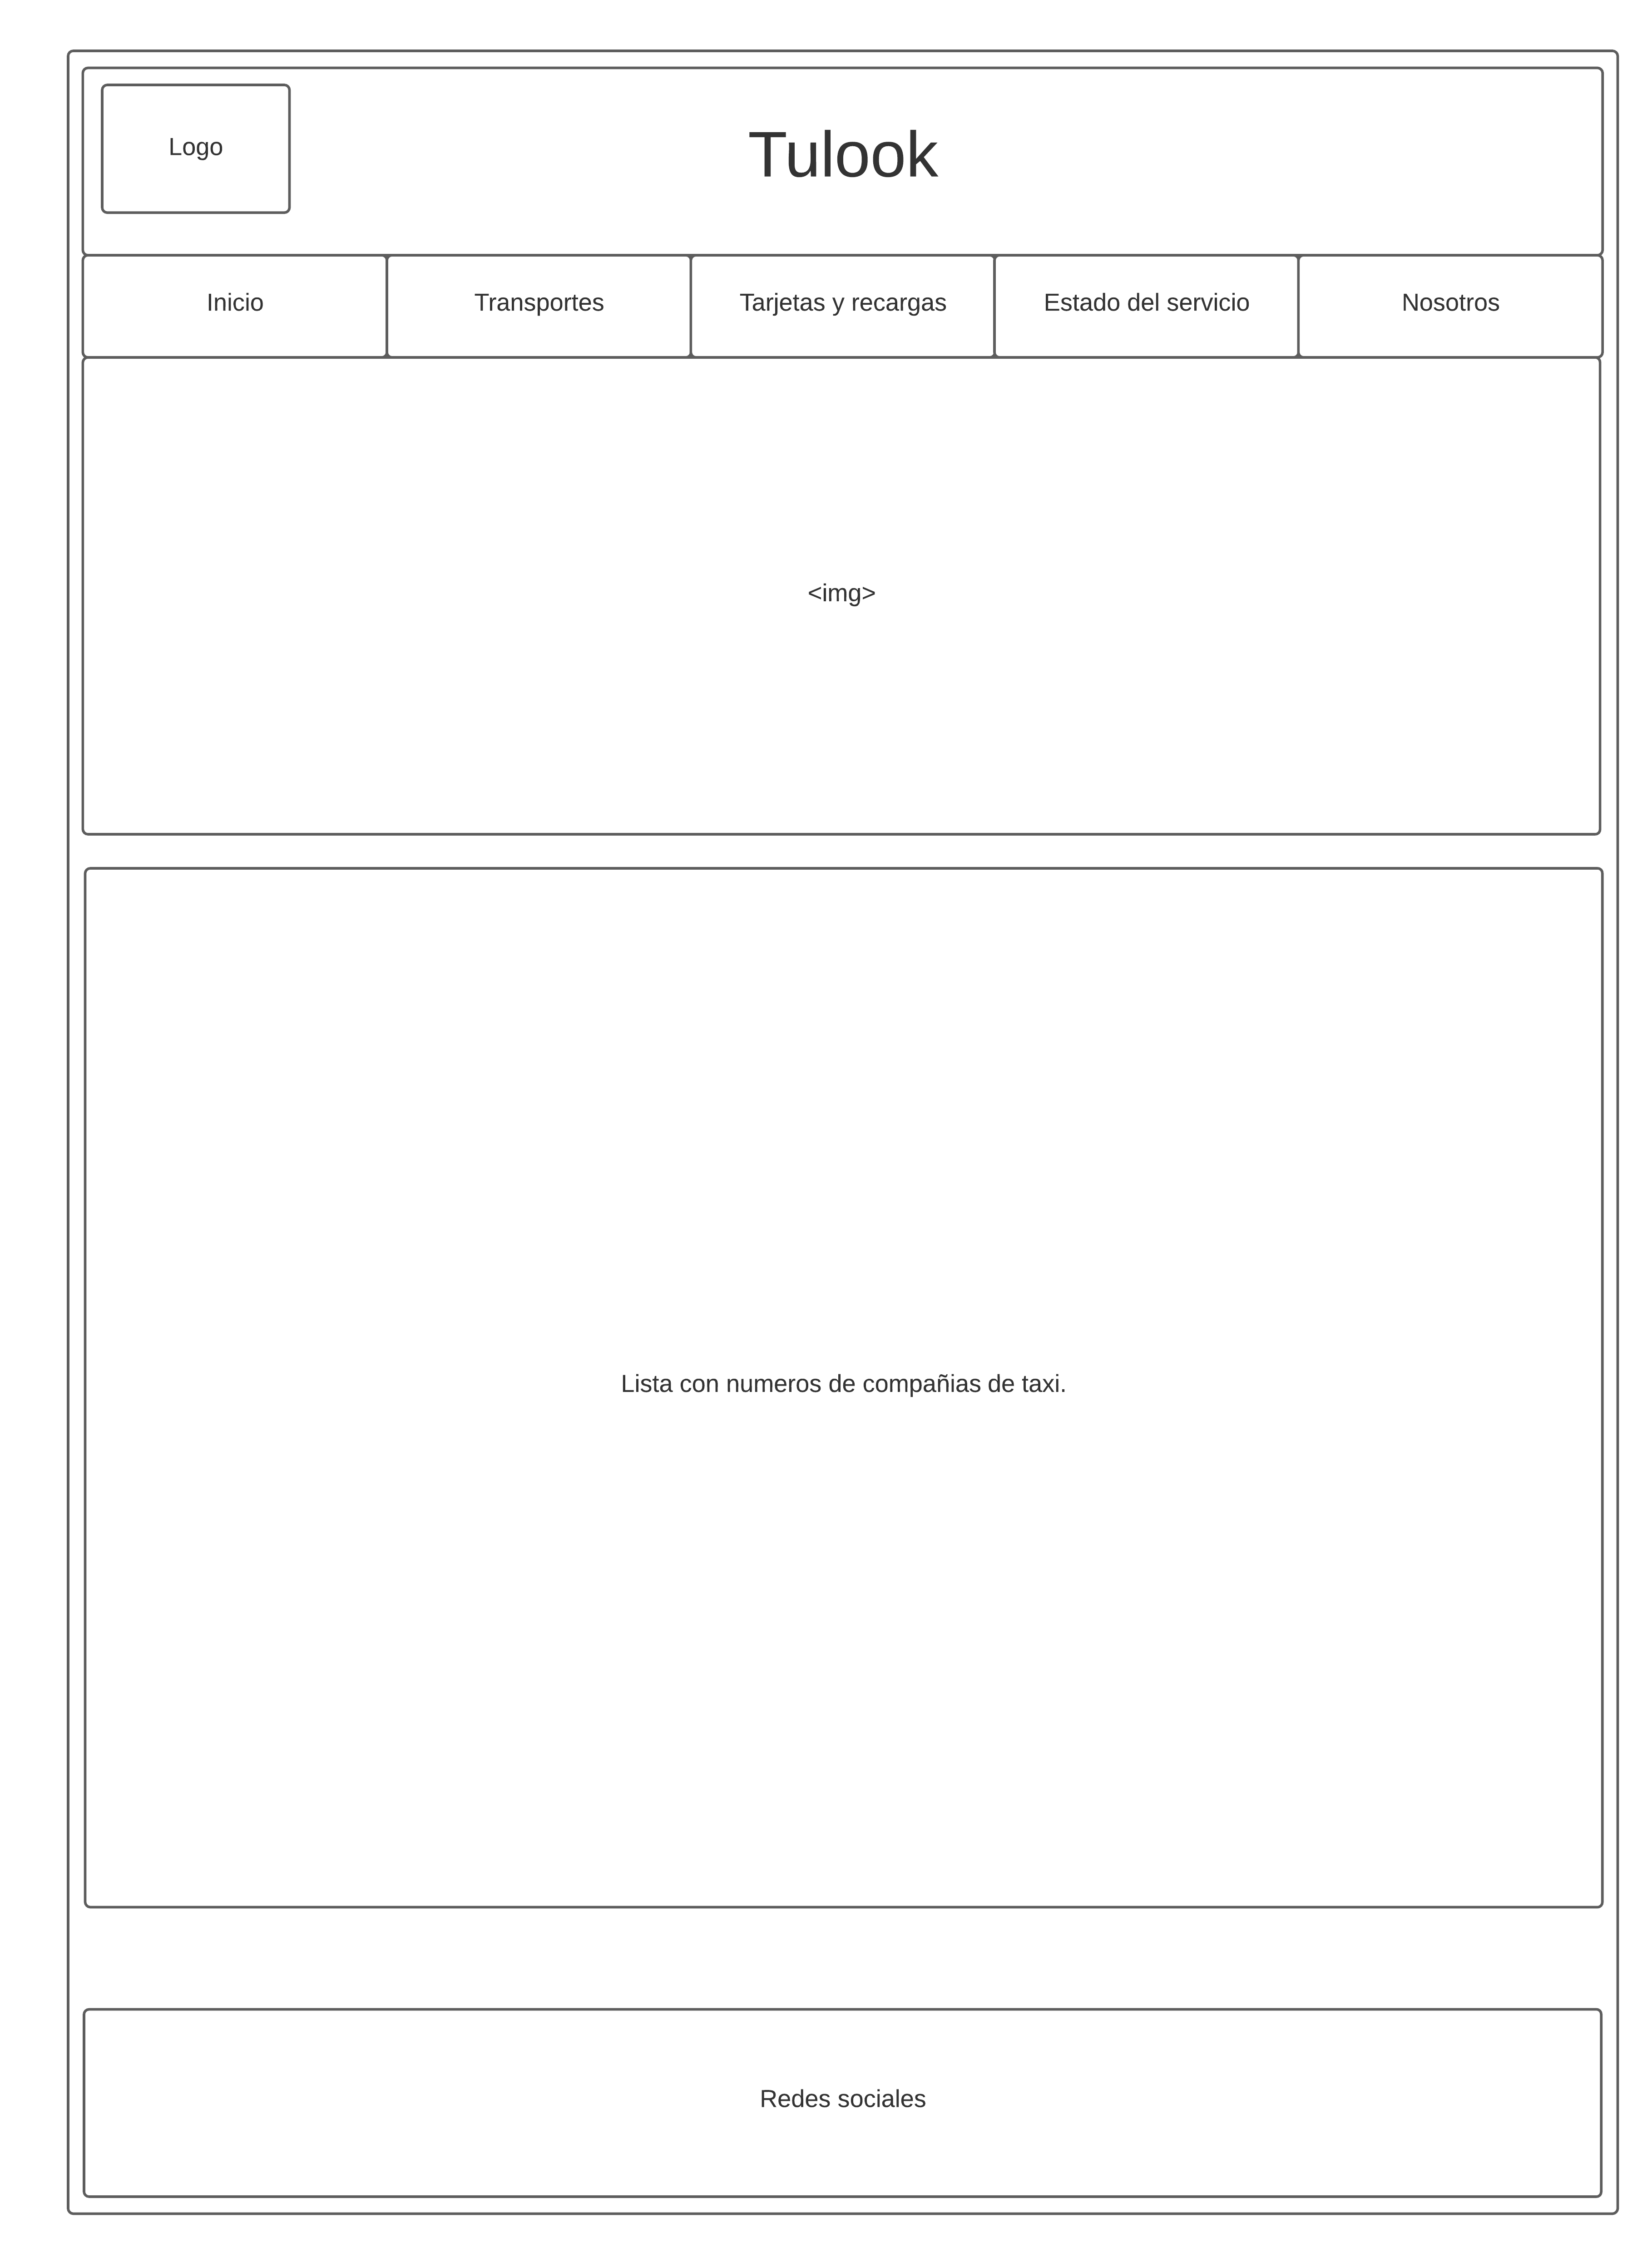 Logo
Tulook
Inicio
Transportes
Tarjetas y recargas
Estado del servicio
Nosotros
<img>
Lista con numeros de compañias de taxi.
Redes sociales